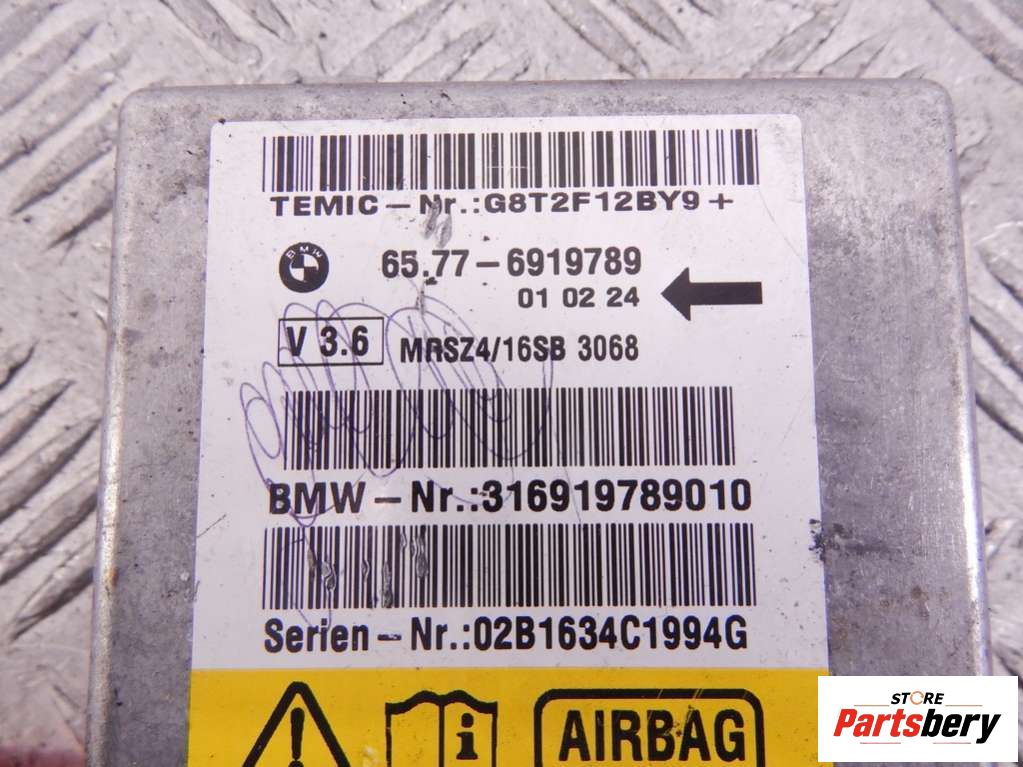 TEMIC-Nr.:G8T2F12BY9+
BMW
65.77-6919789
01 02 24
V 3.6
MRSZ4/16SB 3068
BMW-Nr.:316919789010
Serien-Nr.:02B1634C1994G
AIRBAG
STORE
Partsbery